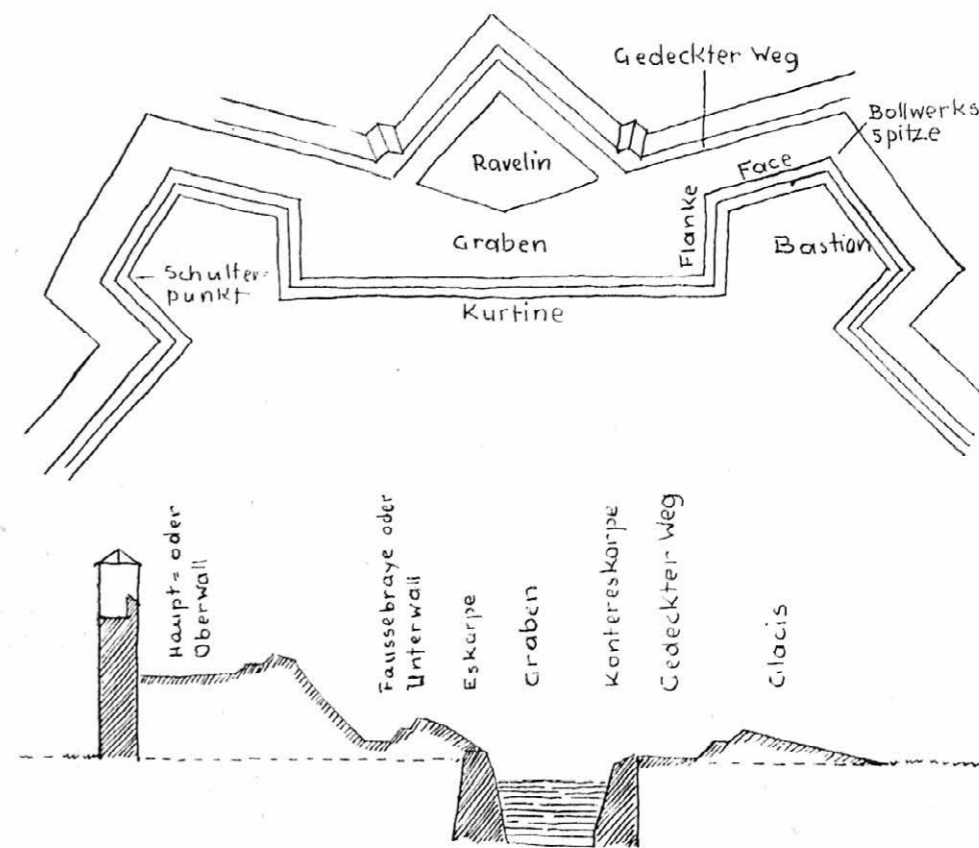 Gedeckter Weg
Bollwerks
spitze
Ravelin
Face
Flanke
Graben
Bastion
Schulter=
punkt
Kurtine
Haupt= oder
Oberwall
Faussebraye oder
Unterwall
Eskarpe
Graben
Kontereskarpe
Gedeckter Weg
Glacis